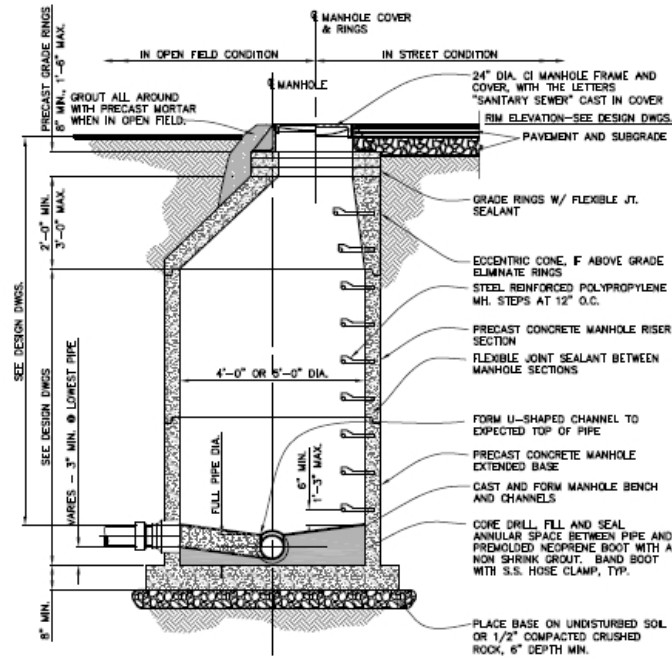 ℄ MANHOLE COVER
& RINGS
IN OPEN FIELD CONDITION
IN STREET CONDITION
℄ MANHOLE
PRECAST GRADE RINGS
8" MIN., 1'-6" MAX.
GROUT ALL AROUND
WITH PRECAST MORTAR
WHEN IN OPEN FIELD.
24" DIA. CI MANHOLE FRAME AND
COVER, WITH THE LETTERS
"SANITARY SEWER" CAST IN COVER
RIM ELEVATION-SEE DESIGN DWGS.
PAVEMENT AND SUBGRADE
GRADE RINGS W/ FLEXIBLE JT.
SEALANT
2'-0" MIN.
3'-0" MAX.
ECCENTRIC CONE, IF ABOVE GRADE
ELIMINATE RINGS
STEEL REINFORCED POLYPROPYLENE
MH. STEPS AT 12" O.C.
SEE DESIGN DWGS.
SEE DESIGN DWGS
PRECAST CONCRETE MANHOLE RISER
SECTION
FLEXIBLE JOINT SEALANT BETWEEN
MANHOLE SECTIONS
4'-0" OR 5'-0" DIA.
FORM U-SHAPED CHANNEL TO
EXPECTED TOP OF PIPE
VARIES - 3" MIN. @ LOWEST PIPE
FULL PIPE DIA.
6" MIN.
1'-3" MAX.
PRECAST CONCRETE MANHOLE
EXTENDED BASE
CAST AND FORM MANHOLE BENCH
AND CHANNELS
CORE DRILL, FILL AND SEAL
ANNULAR SPACE BETWEEN PIPE AND
PREMOLDED NEOPRENE BOOT WITH A
NON SHRINK GROUT. BAND BOOT
WITH S.S. HOSE CLAMP, TYP.
8" MIN.
PLACE BASE ON UNDISTURBED SOIL
OR 1/2" COMPACTED CRUSHED
ROCK, 6" DEPTH MIN.